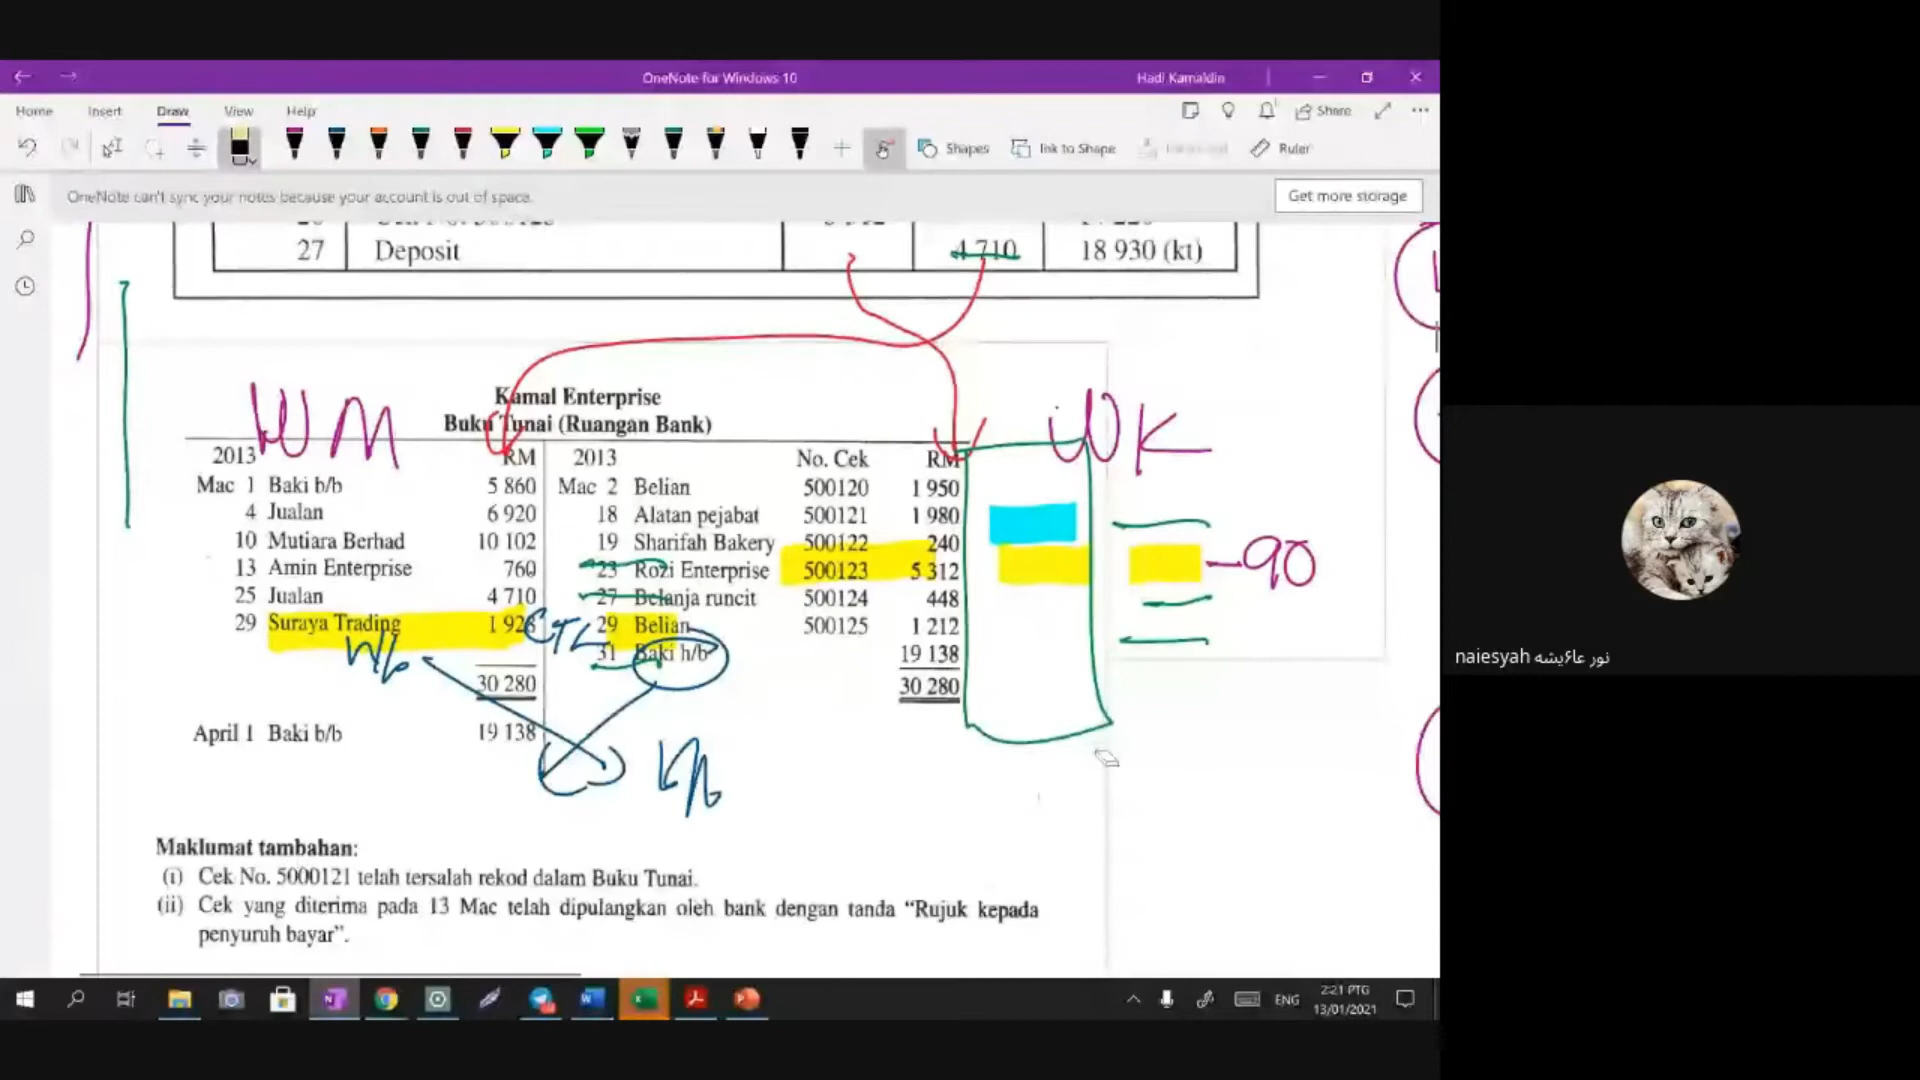 OneNote for Windows 10
Hadi Kamaldin
Home Insert Draw View Help
Share
Shapes Ink to Shape Ruler
OneNote can't sync your notes because your account is out of space.
Get more storage
27 Deposit 4 710 18 930 (kt)
WM WK
Kamal Enterprise
Buku Tunai (Ruangan Bank)
2013 RM 2013 No. Cek RM
Mac 1 Baki b/b 5 860 Mac 2 Belian 500120 1 950
4 Jualan 6 920 18 Alatan pejabat 500121 1 980
10 Mutiara Berhad 10 102 19 Sharifah Bakery 500122 240
13 Amin Enterprise 760 23 Rozi Enterprise 500123 5 312
90
25 Jualan 4 710 27 Belanja runcit 500124 448
29 Suraya Trading 1 928 29 Belian 500125 1 212
31 Baki h/b 19 138
30 280 30 280
April 1 Baki b/b 19 138
Maklumat tambahan:
(i) Cek No. 5000121 telah tersalah rekod dalam Buku Tunai.
(ii) Cek yang diterima pada 13 Mac telah dipulangkan oleh bank dengan tanda “Rujuk kepada
penyuruh bayar”.
ENG
2:21 PTG
13/01/2021
naiesyah